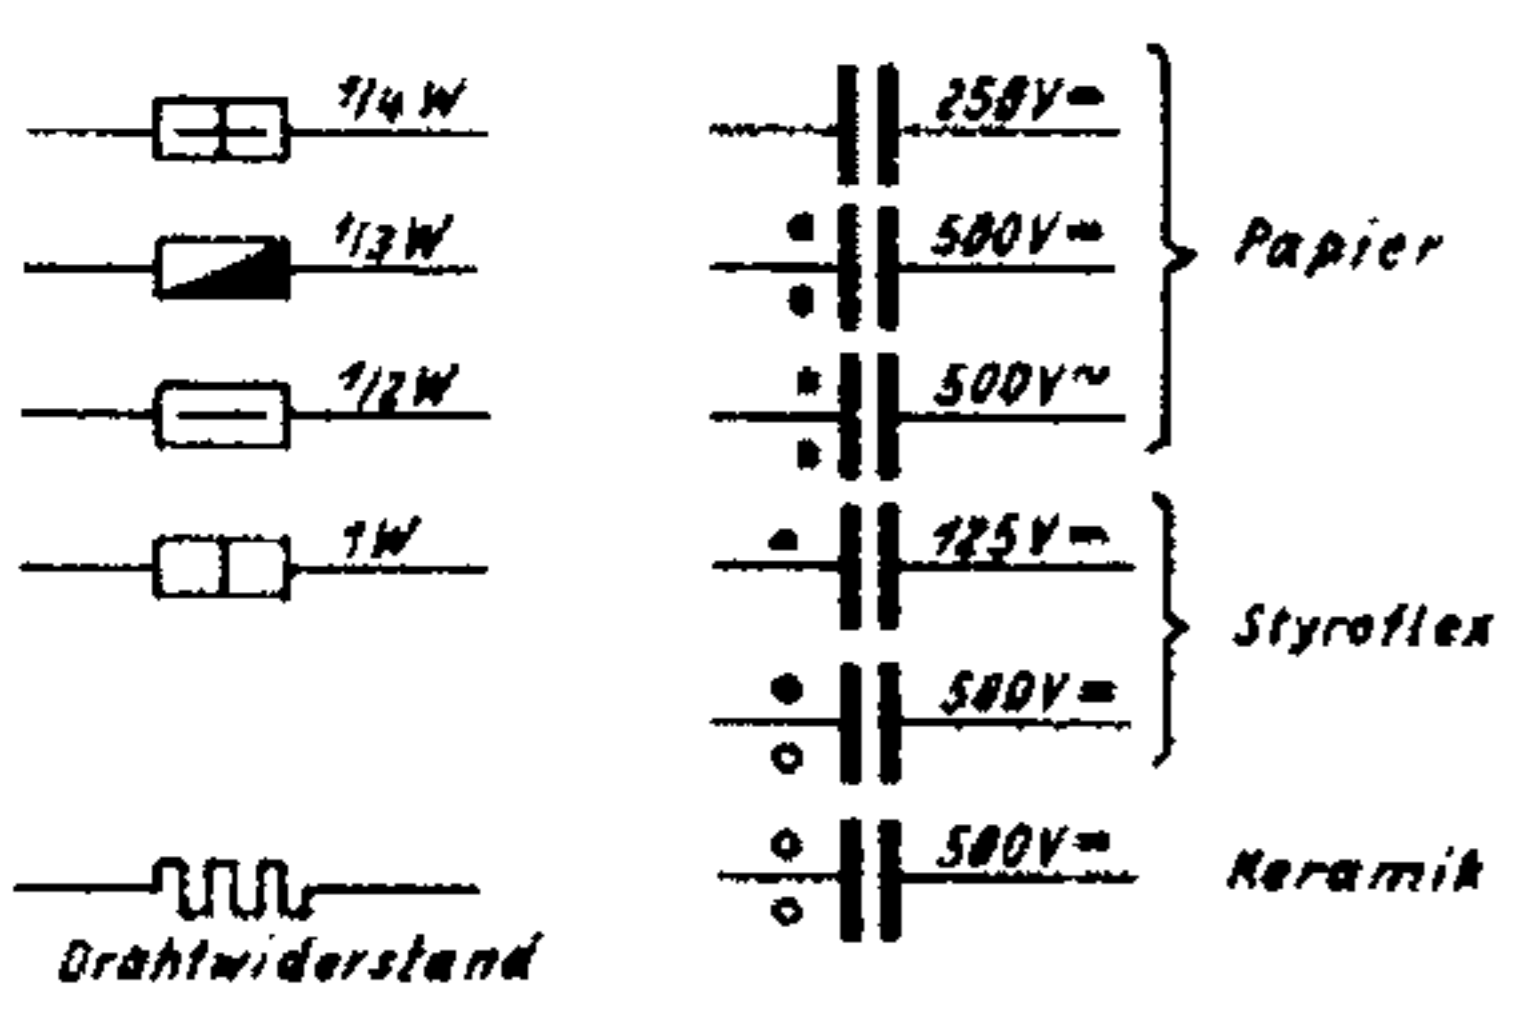 1/4 W
1/3 W
1/2 W
1 W
Drahtwiderstand
250V=
500V=
500V~
Papier
125V=
500V=
Styroflex
500V=
Keramik